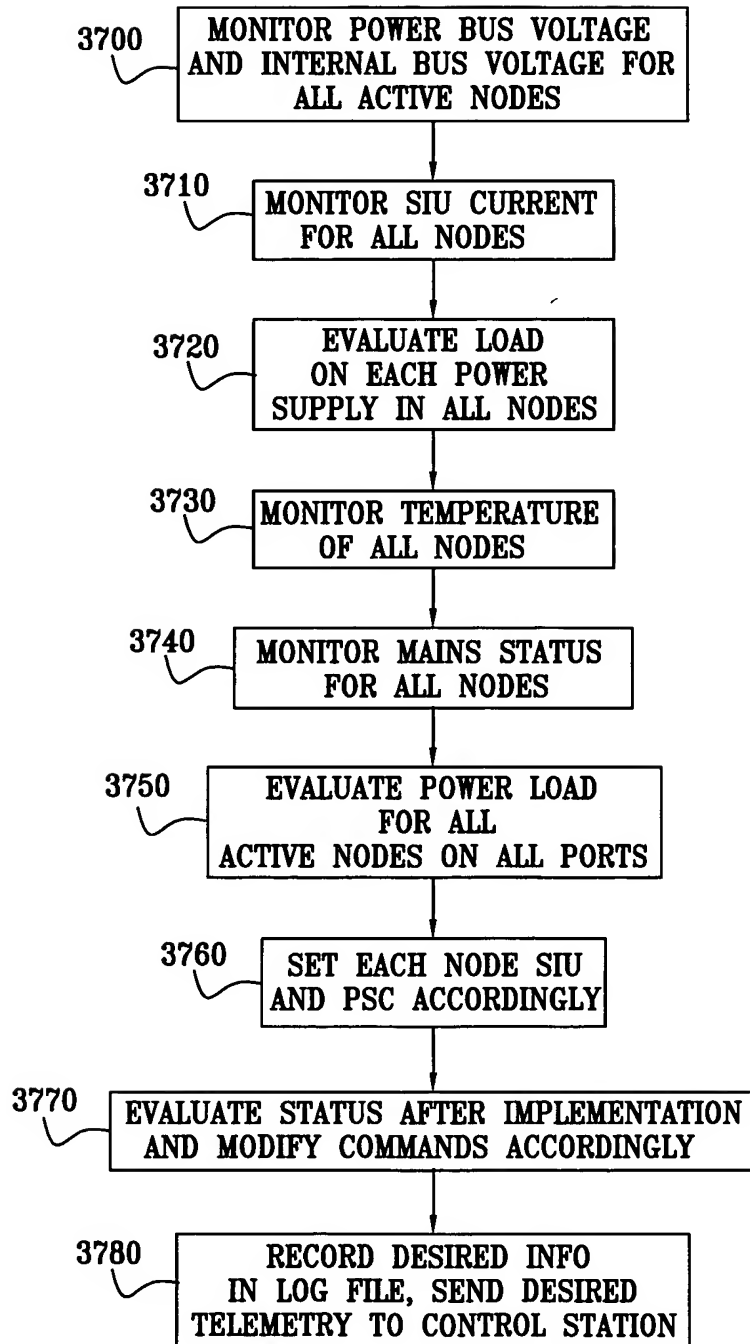 3700
MONITOR POWER BUS VOLTAGE
AND INTERNAL BUS VOLTAGE FOR
ALL ACTIVE NODES
3710
MONITOR SIU CURRENT
FOR ALL NODES
3720
EVALUATE LOAD
ON EACH POWER
SUPPLY IN ALL NODES
3730
MONITOR TEMPERATURE
OF ALL NODES
3740
MONITOR MAINS STATUS
FOR ALL NODES
3750
EVALUATE POWER LOAD
FOR ALL
ACTIVE NODES ON ALL PORTS
3760
SET EACH NODE SIU
AND PSC ACCORDINGLY
3770
EVALUATE STATUS AFTER IMPLEMENTATION
AND MODIFY COMMANDS ACCORDINGLY
3780
RECORD DESIRED INFO
IN LOG FILE, SEND DESIRED
TELEMETRY TO CONTROL STATION